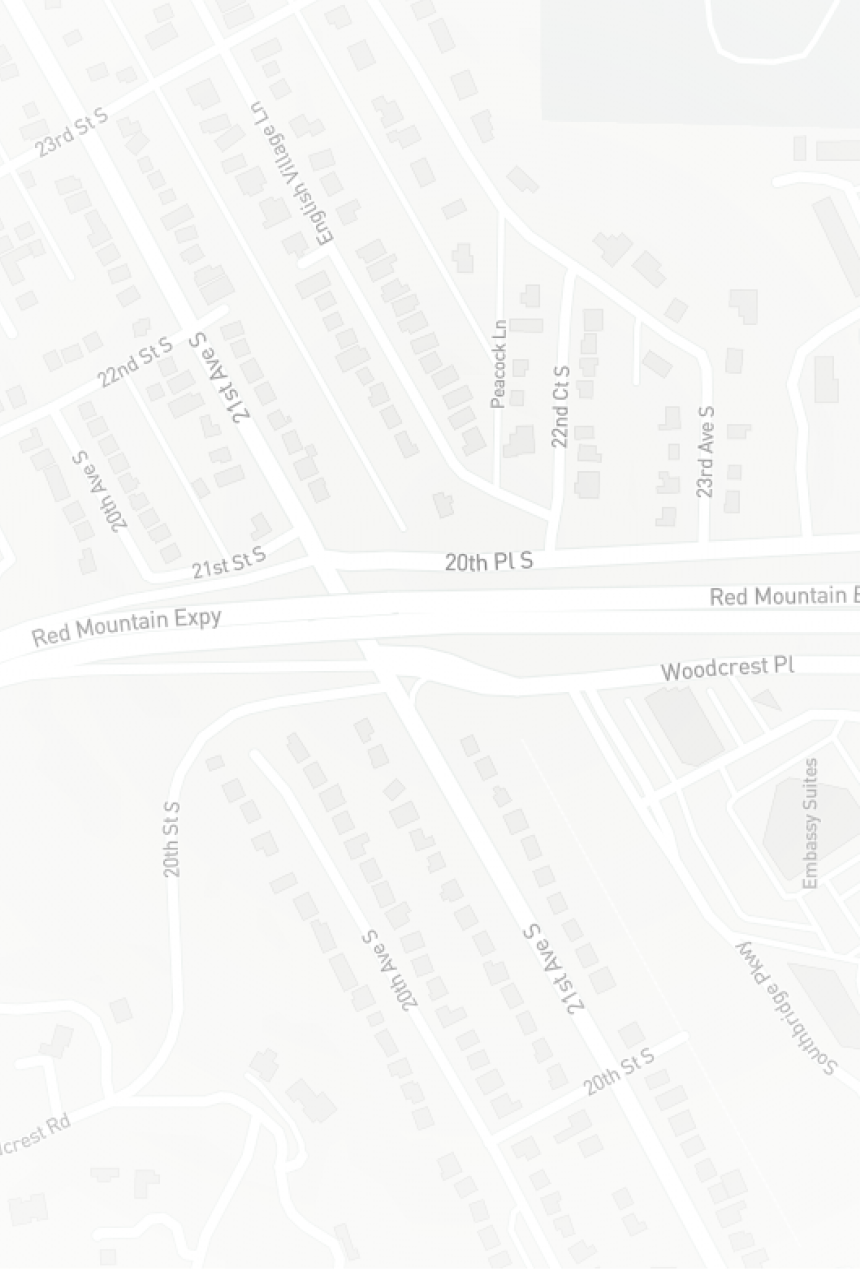 23rd St S
English Village Ln
22nd St S
21st Ave S
Peacock Ln
22nd Ct S
23rd Ave S
20th Ave S
21st St S
20th Pl S
Red Mountain Expy
Red Mountain E
Woodcrest Pl
20th St S
Embassy Suites
20th Ave S
21st Ave S
Southbridge Pkwy
20th St S
crest Rd